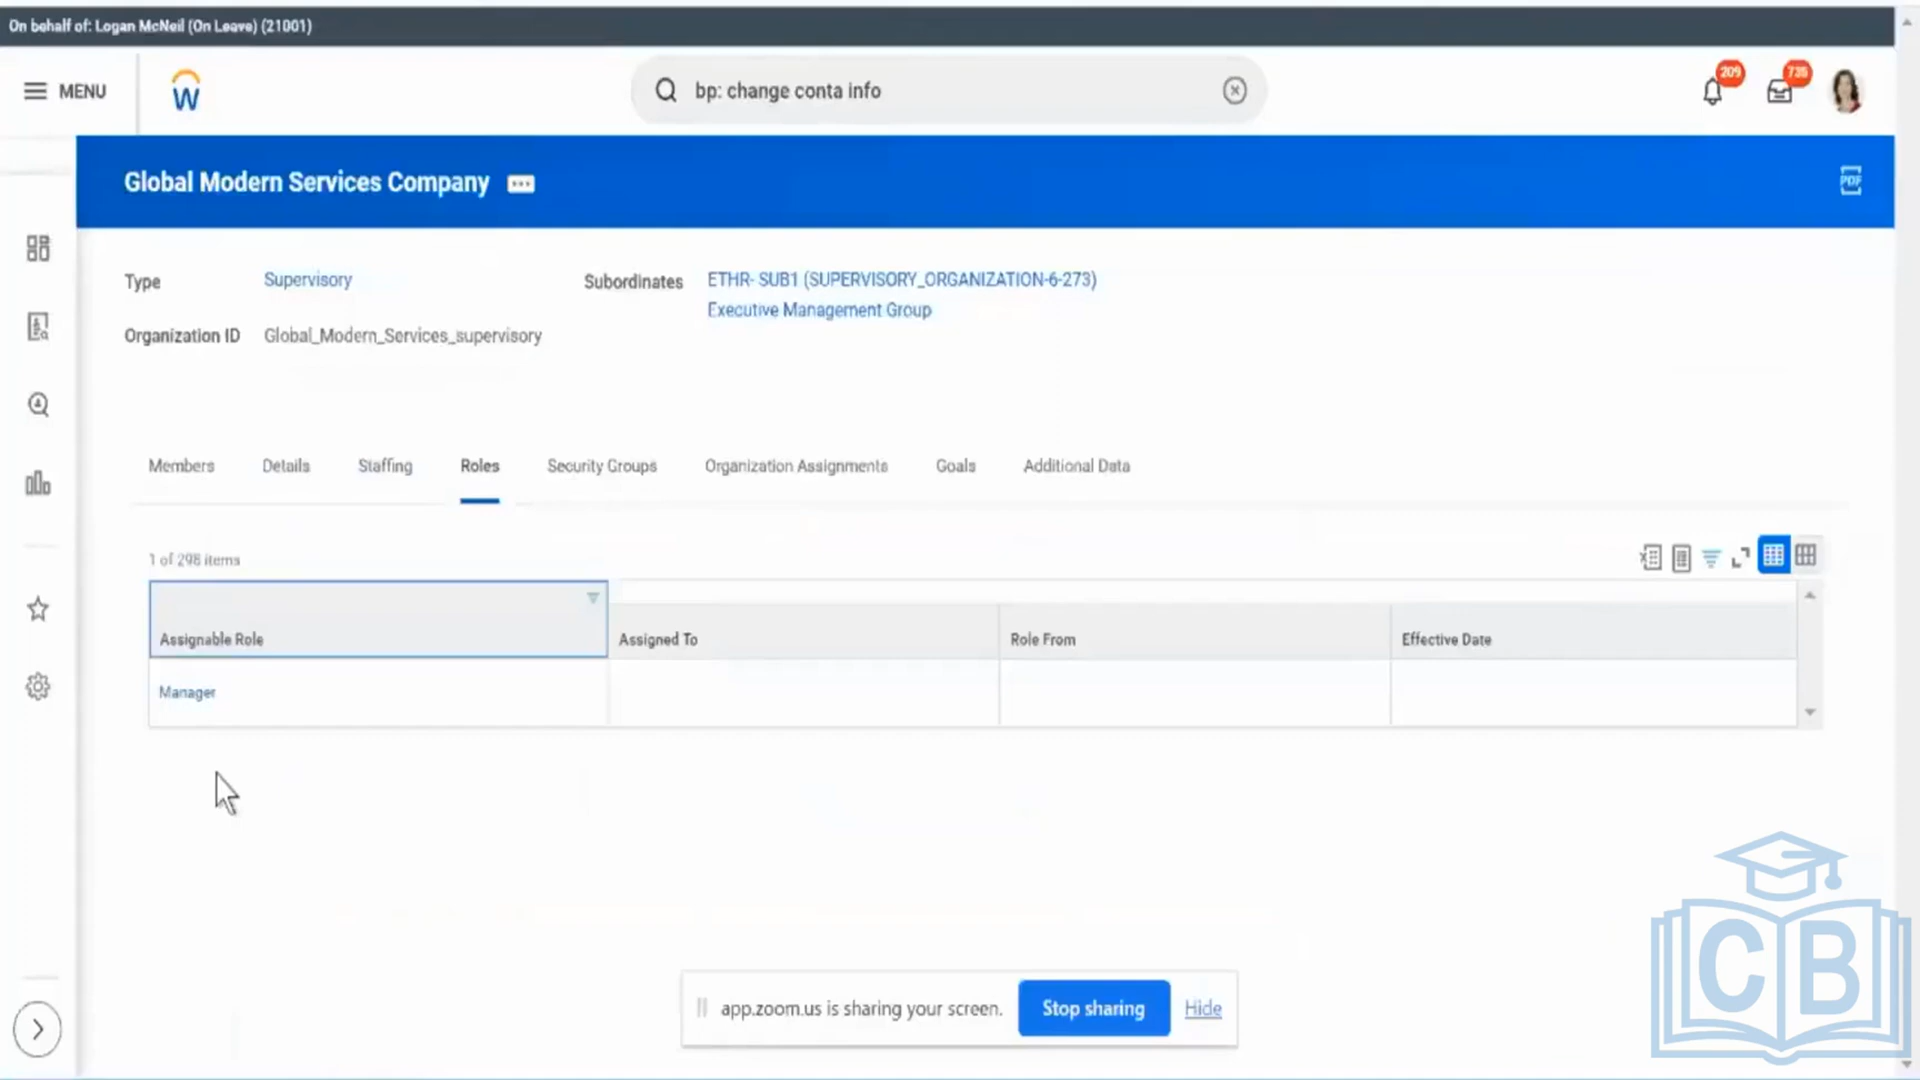 On behalf of: Logan McNeil (On Leave) (21001)
MENU
bp: change conta info
209
735
Global Modern Services Company
PDF
Type
Supervisory
Subordinates
ETHR- SUB1 (SUPERVISORY_ORGANIZATION-6-273)
Executive Management Group
Organization ID
Global_Modern_Services_supervisory
Members
Details
Staffing
Roles
Security Groups
Organization Assignments
Goals
Additional Data
1 of 298 items
Assignable Role
Assigned To
Role From
Effective Date
Manager
app.zoom.us is sharing your screen.
Stop sharing
Hide
CB